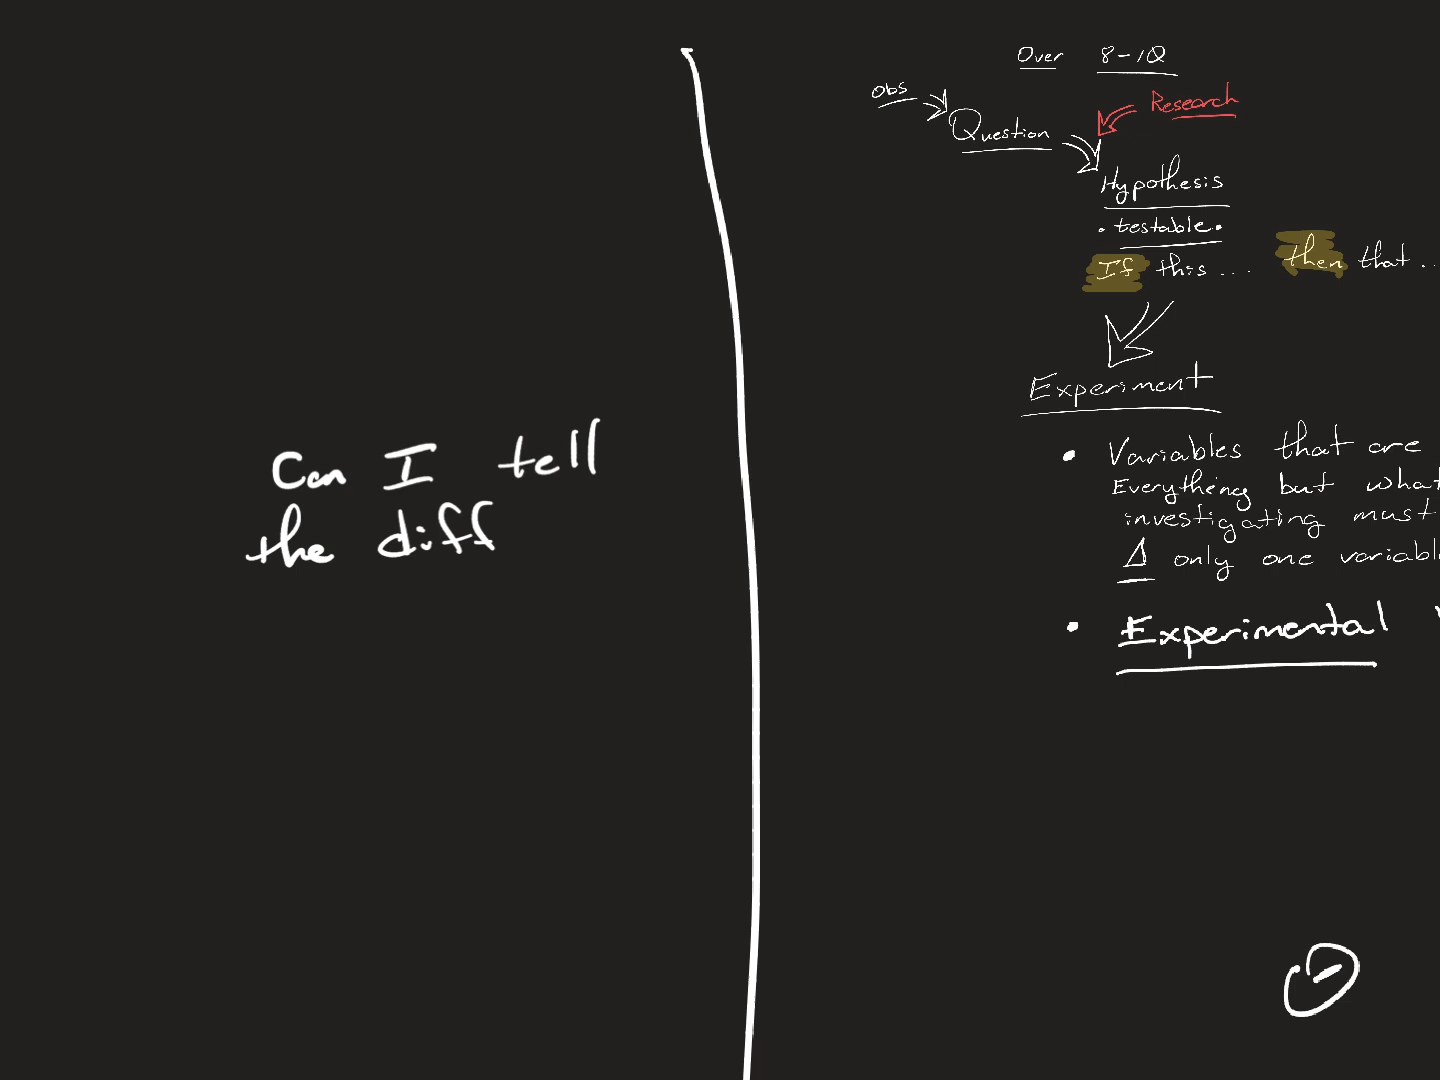 Can I tell
the diff
Over 8-10
Obs
Research
Question
Hypothesis
• testable •
If this ... then that ..
Experiment
• Variables that are
Everything but what
investigating must
Δ only one variabl
• Experimental